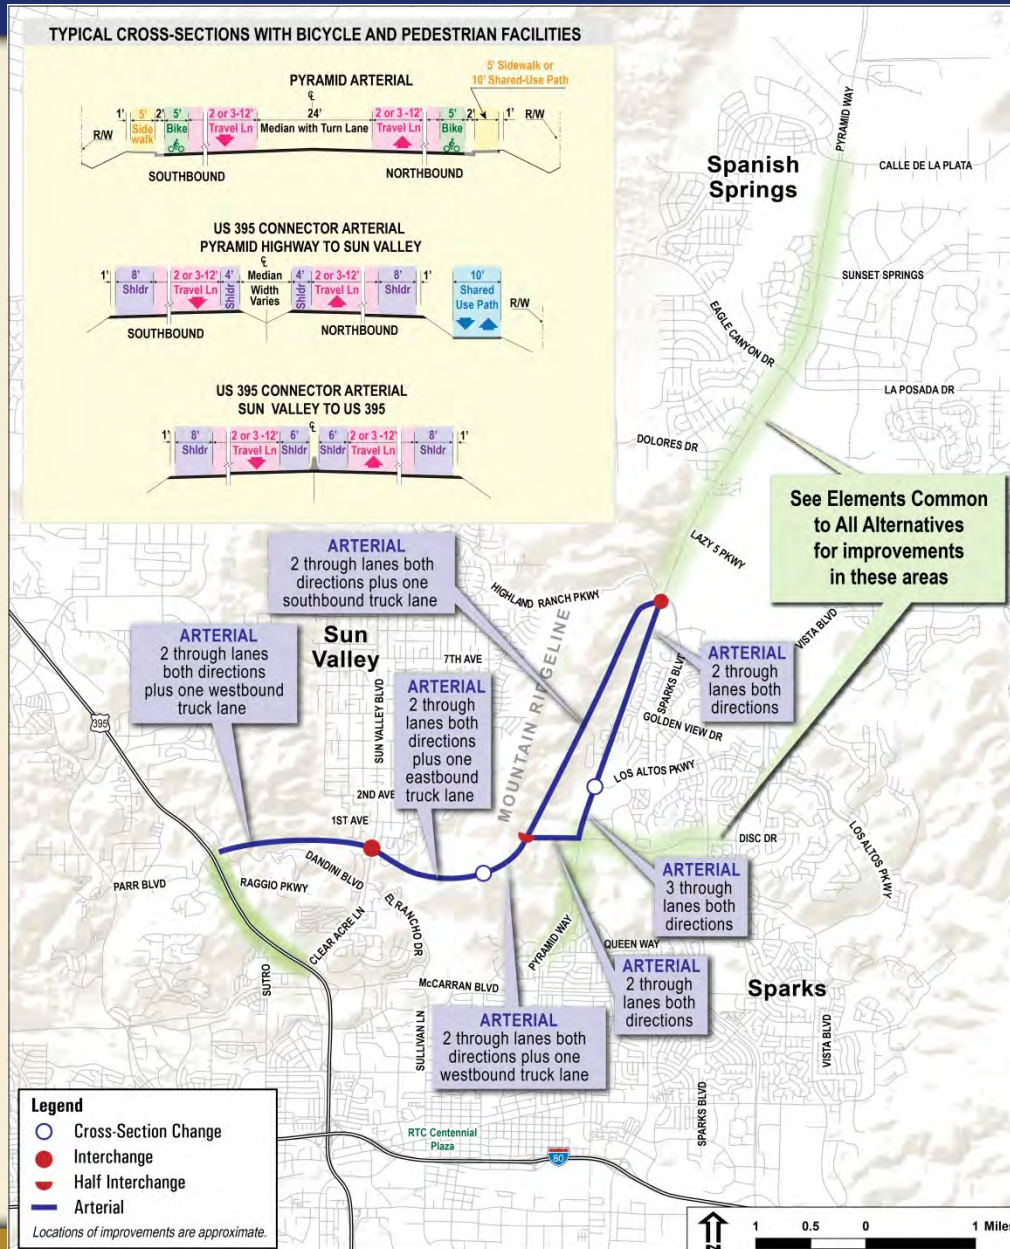 TYPICAL CROSS-SECTIONS WITH BICYCLE AND PEDESTRIAN FACILITIES
5' Sidewalk or
10' Shared-Use Path
PYRAMID ARTERIAL
℄
1' 5' 2' 5' 2 or 3-12' 24' 2 or 3 -12' 5' 2' 1'
R/W Side walk Bike Travel Ln Median with Turn Lane Travel Ln Bike R/W
SOUTHBOUND NORTHBOUND
US 395 CONNECTOR ARTERIAL
PYRAMID HIGHWAY TO SUN VALLEY
℄
1' 8' 2 or 3-12' 4' Median 4' 2 or 3-12' 8' 1' 10'
Shldr Travel Ln Shldr Width Varies Shldr Travel Ln Shldr Shared Use Path R/W
SOUTHBOUND NORTHBOUND
US 395 CONNECTOR ARTERIAL
SUN VALLEY TO US 395
℄
1' 8' 2 or 3 -12' 6' 6' 2 or 3 -12' 8' 1'
Shldr Travel Ln Shldr Shldr Travel Ln Shldr
PYRAMID WAY
CALLE DE LA PLATA
Spanish
Springs
SUNSET SPRINGS
EAGLE CANYON DR
LA POSADA DR
DOLORES DR
LAZY 5 PKWY
See Elements Common
to All Alternatives
for improvements
in these areas
ARTERIAL
2 through lanes both
directions plus one
southbound truck lane
HIGHLAND RANCH PKWY
VISTA BLVD
MOUNTAIN RIDGELINE
Sun
Valley
7TH AVE
ARTERIAL
2 through lanes
both directions
plus one westbound
truck lane
SUN VALLEY BLVD
ARTERIAL
2 through
lanes both
directions
plus one
eastbound
truck lane
SPARKS BLVD
ARTERIAL
2 through
lanes both
directions
GOLDEN VIEW DR
LOS ALTOS PKWY
395
2ND AVE
1ST AVE
DISC DR
LOS ALTOS PKWY
DANDINI BLVD
PARR BLVD
RAGGIO PKWY
EL RANCHO DR
CLEAR ACRE LN
ARTERIAL
3 through
lanes both
directions
PYRAMID WAY
QUEEN WAY
SUTRO
McCARRAN BLVD
ARTERIAL
2 through
lanes both
directions
Sparks
SULLIVAN LN
ARTERIAL
2 through lanes both
directions plus one
westbound truck lane
VISTA BLVD
SPARKS BLVD
Legend
Cross-Section Change
Interchange
Half Interchange
Arterial
Locations of improvements are approximate.
RTC Centennial
Plaza
80
1 0.5 0 1 Miles